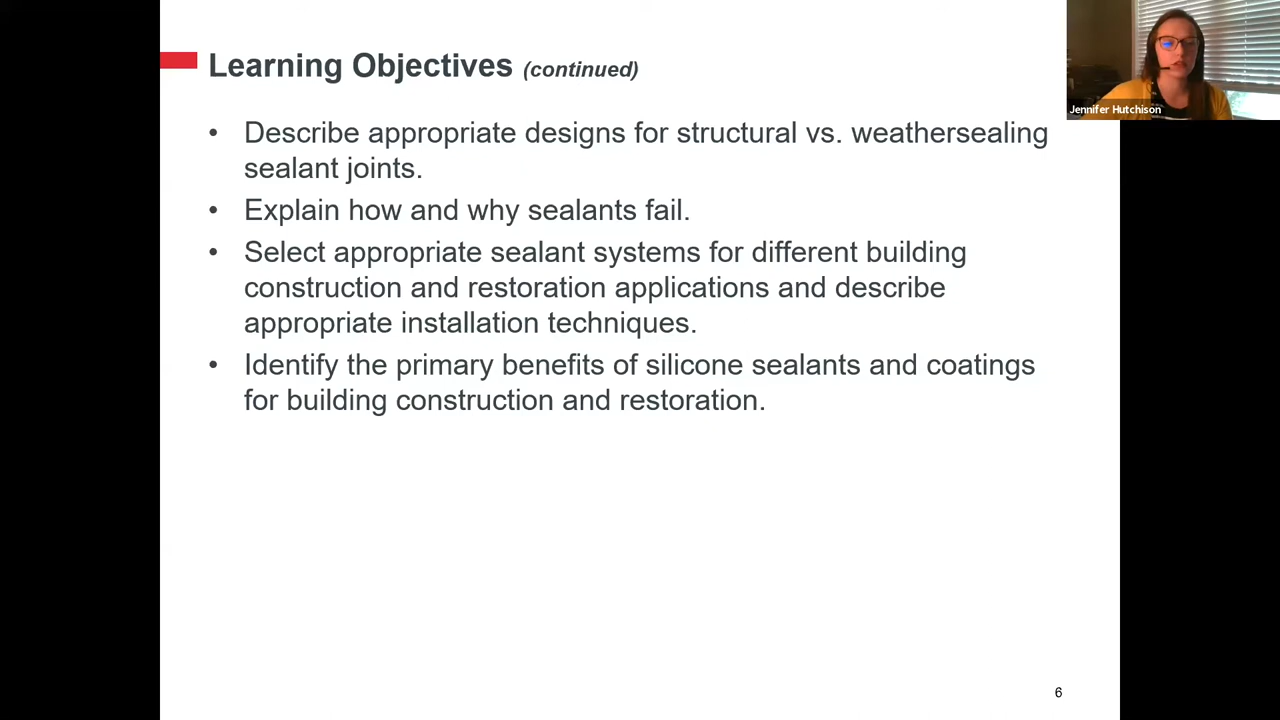 Learning Objectives (continued)
• Describe appropriate designs for structural vs. weathersealing
sealant joints.
• Explain how and why sealants fail.
• Select appropriate sealant systems for different building
construction and restoration applications and describe
appropriate installation techniques.
• Identify the primary benefits of silicone sealants and coatings
for building construction and restoration.
Jennifer Hutchison
6